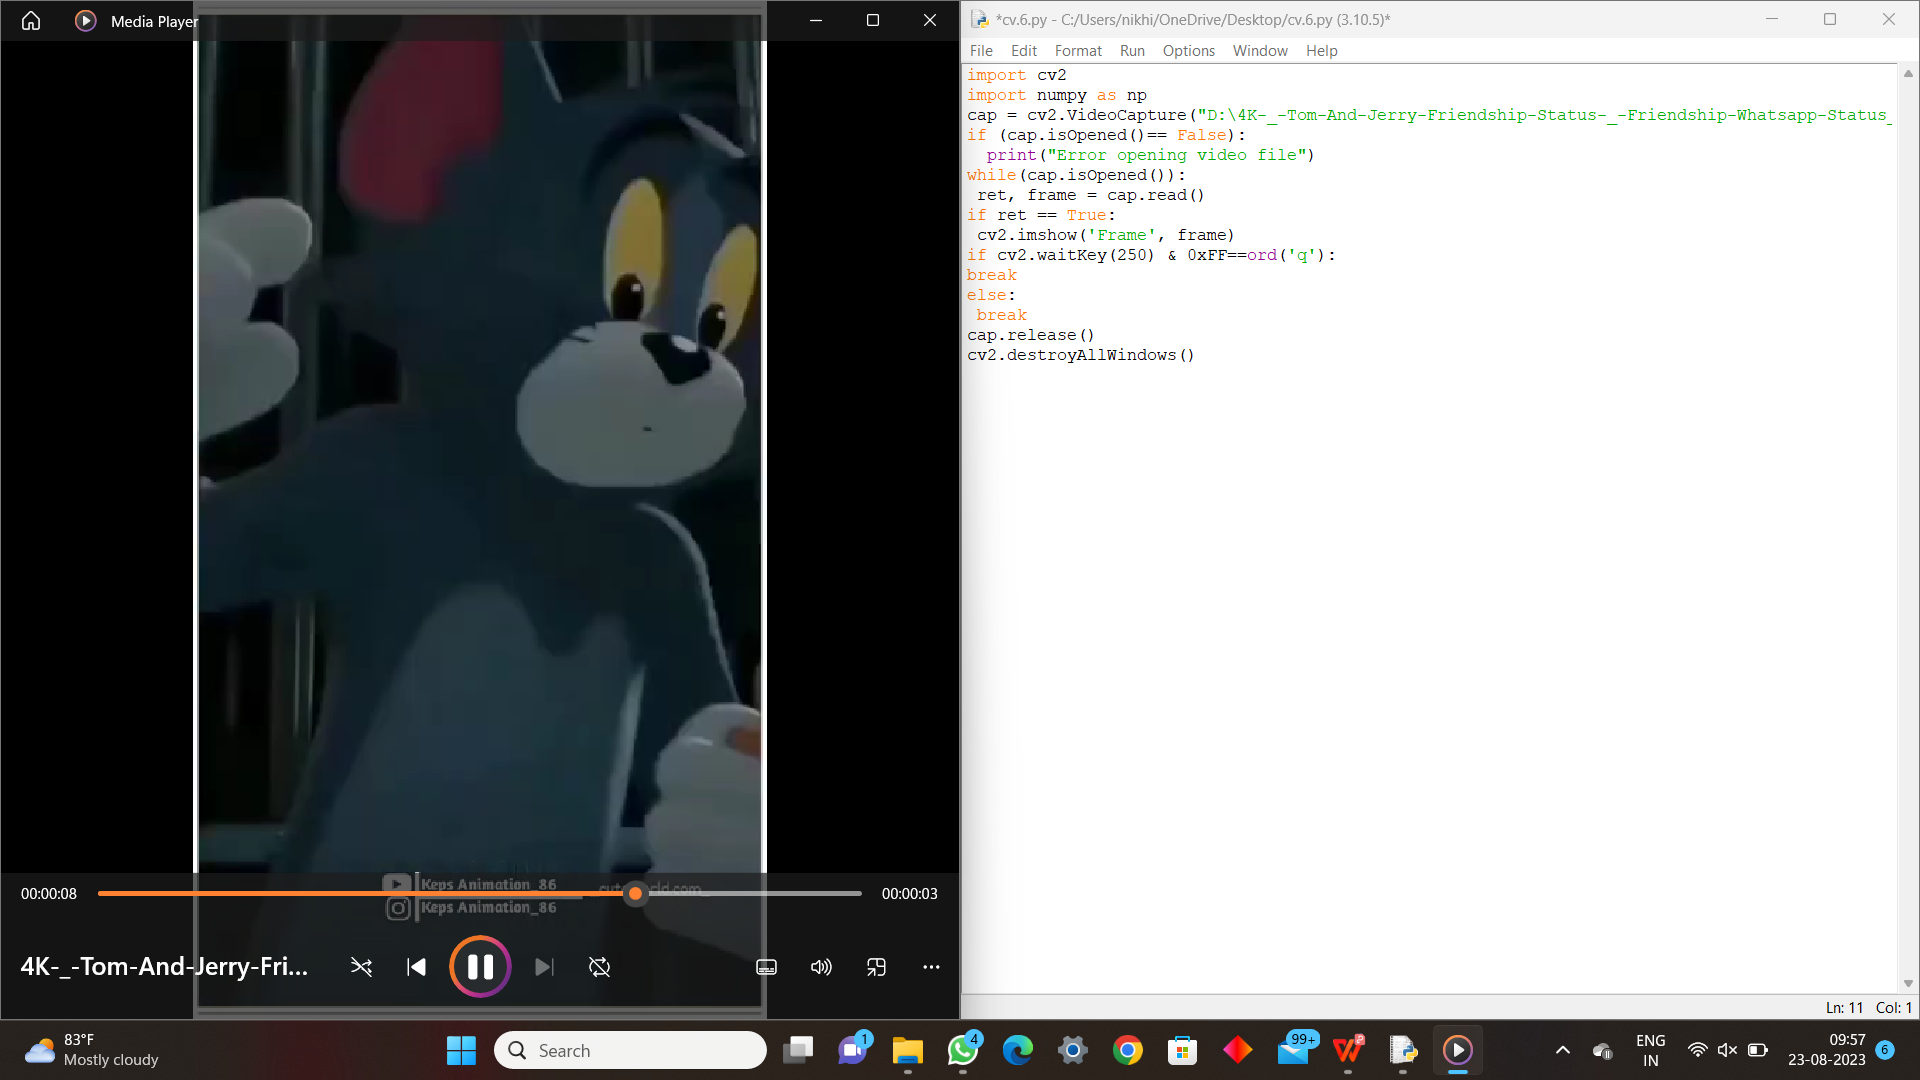 Media Player
Keps Animation_86
Keps Animation_86
00:00:08
00:00:03
4K-_-Tom-And-Jerry-Fri...
*cv.6.py - C:/Users/nikhi/OneDrive/Desktop/cv.6.py (3.10.5)*
File Edit Format Run Options Window Help
import cv2
import numpy as np
cap = cv2.VideoCapture("D:\4K-_-Tom-And-Jerry-Friendship-Status-_-Friendship-Whatsapp-Status_
if (cap.isOpened()== False):
  print("Error opening video file")
while(cap.isOpened()):
 ret, frame = cap.read()
if ret == True:
 cv2.imshow('Frame', frame)
if cv2.waitKey(250) & 0xFF==ord('q'):
break
else:
 break
cap.release()
cv2.destroyAllWindows()
Ln: 11 Col: 1
83°F
Mostly cloudy
Search
1
4
99+
ENG
IN
09:57
23-08-2023
6